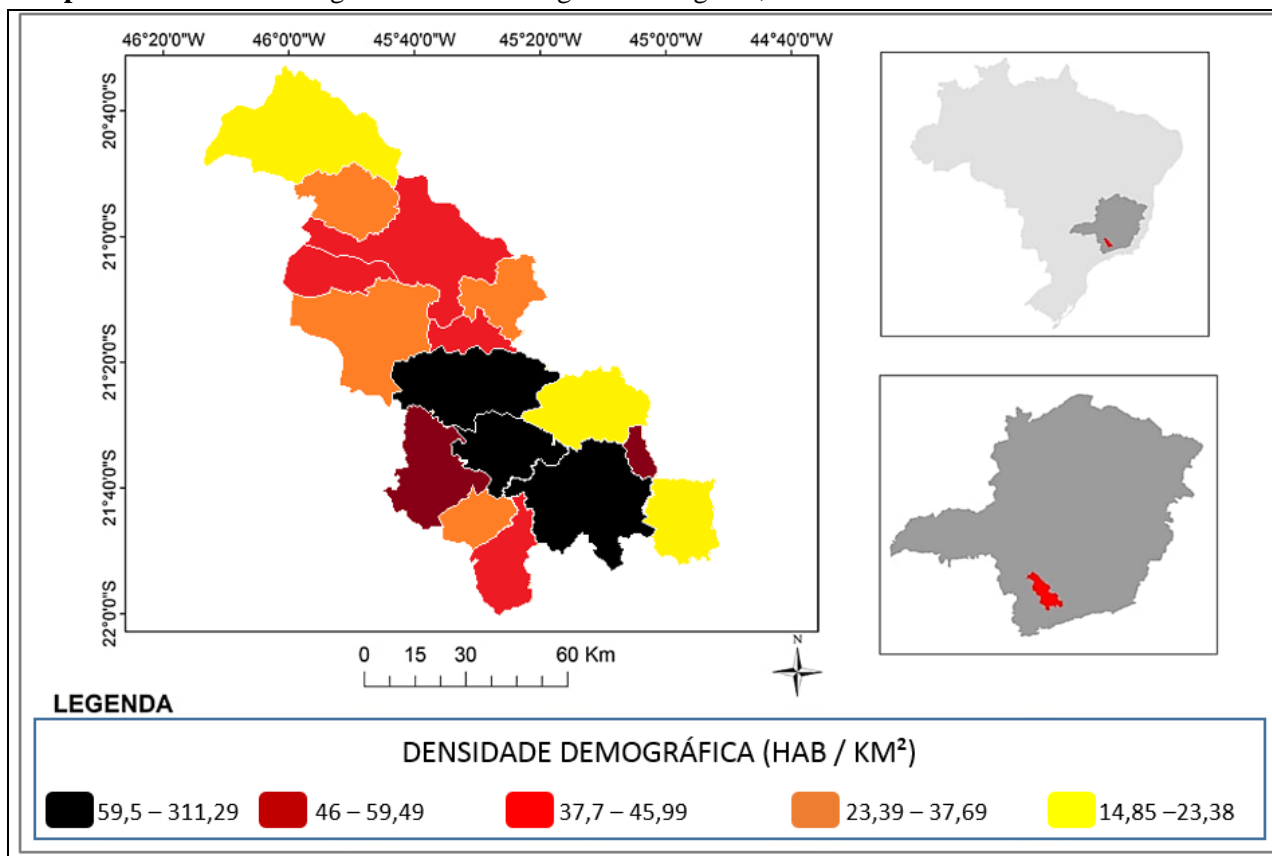 46°20'0"W 46°0'0"W 45°40'0"W 45°20'0"W 45°0'0"W 44°40'0"W
20°40'0"S
21°0'0"S
21°20'0"S
21°40'0"S
22°0'0"S
0 15 30 60 Km
N
LEGENDA
DENSIDADE DEMOGRÁFICA (HAB / KM²)
59,5 – 311,29 46 – 59,49 37,7 – 45,99 23,39 – 37,69 14,85 –23,38